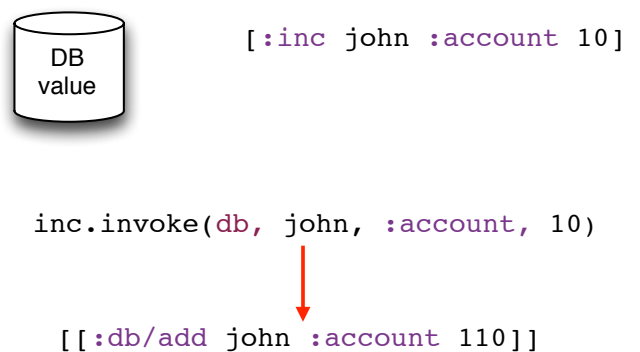 DB
value
[:inc john :account 10]
inc.invoke(db, john, :account, 10)
[[:db/add john :account 110]]